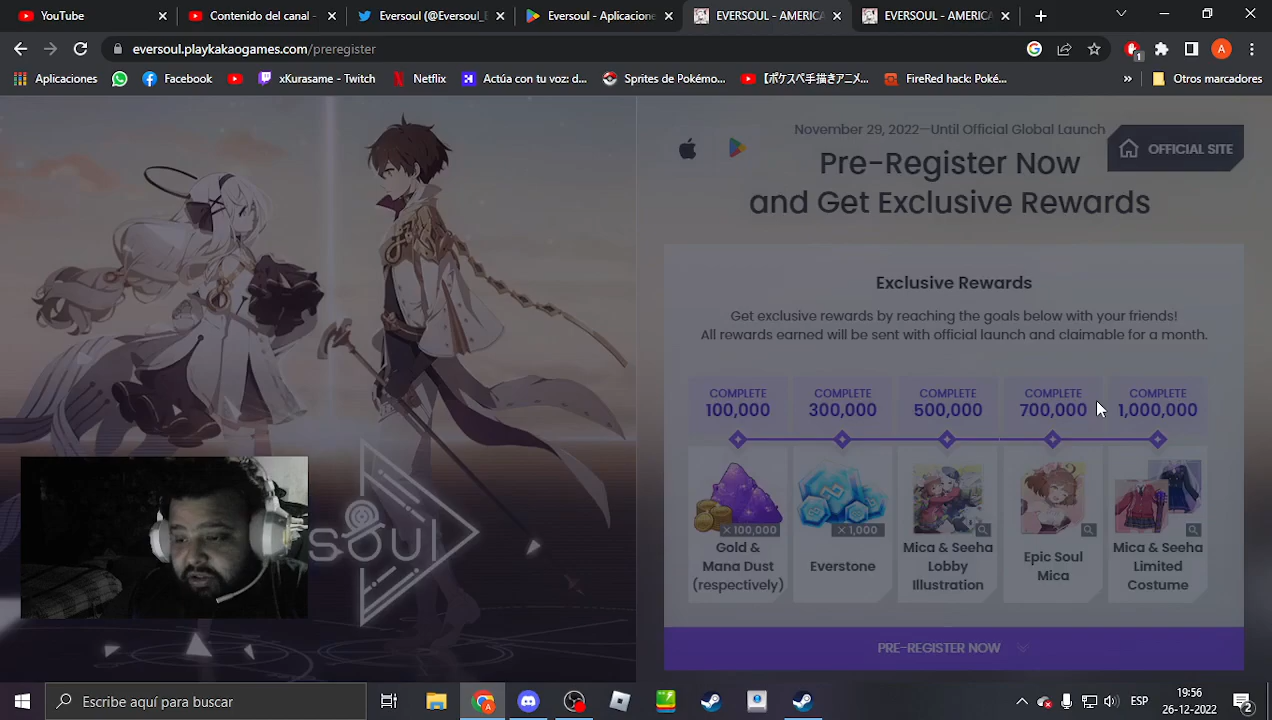 YouTube
Contenido del canal
Eversoul (@Eversoul_E
Eversoul - Aplicacione
EVERSOUL - AMERICA
EVERSOUL - AMERICA
eversoul.playkakaogames.com/preregister
A
Aplicaciones
Facebook
xKurasame - Twitch
Netflix
Actúa con tu voz: d...
Sprites de Pokémo...
【ポケスペ手描き】アニメ...
FireRed hack: Poké...
»
Otros marcadores
November 29, 2022—Until Official Global Launch
OFFICIAL SITE
Pre-Register Now
and Get Exclusive Rewards
Exclusive Rewards
Get exclusive rewards by reaching the goals below with your friends!
All rewards earned will be sent with official launch and claimable for a month.
COMPLETE
100,000
COMPLETE
300,000
COMPLETE
500,000
COMPLETE
700,000
COMPLETE
1,000,000
× 100,000
Gold &
Mana Dust
(respectively)
× 1,000
Everstone
Mica & Seeha
Lobby
Illustration
Epic Soul
Mica
Mica & Seeha
Limited
Costume
soul
PRE-REGISTER NOW
Escribe aquí para buscar
ESP
19:56
26-12-2022
2